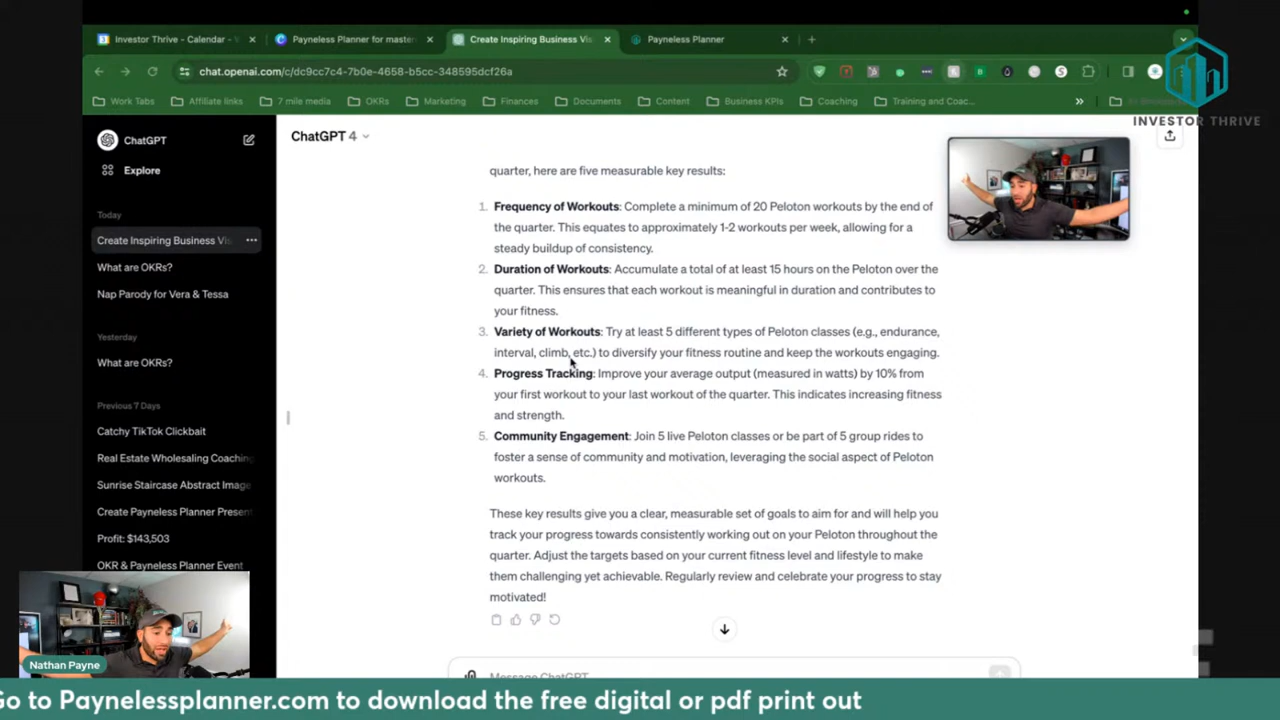 Investor Thrive - Calendar -
Payneless Planner for master
Create Inspiring Business Vis
Payneless Planner
chat.openai.com/c/dc9cc7c4-7b0e-4658-b5cc-348595dcf26a
Work Tabs
Affiliate links
7 mile media
OKRs
Marketing
Finances
Documents
Content
Business KPIs
Coaching
Training and Coac...
»
INVESTOR THRIVE
ChatGPT
Explore
Today
Create Inspiring Business Vi
What are OKRs?
Nap Parody for Vera & Tessa
Yesterday
What are OKRs?
Previous 7 Days
Catchy TikTok Clickbait
Real Estate Wholesaling Coaching
Sunrise Staircase Abstract Image
Create Payneless Planner Present
Profit: $143,503
OKR & Payneless Planner Event
ChatGPT 4
quarter, here are five measurable key results:
1. Frequency of Workouts: Complete a minimum of 20 Peloton workouts by the end of
the quarter. This equates to approximately 1-2 workouts per week, allowing for a
steady buildup of consistency.
2. Duration of Workouts: Accumulate a total of at least 15 hours on the Peloton over the
quarter. This ensures that each workout is meaningful in duration and contributes to
your fitness.
3. Variety of Workouts: Try at least 5 different types of Peloton classes (e.g., endurance,
interval, climb, etc.) to diversify your fitness routine and keep the workouts engaging.
4. Progress Tracking: Improve your average output (measured in watts) by 10% from
your first workout to your last workout of the quarter. This indicates increasing fitness
and strength.
5. Community Engagement: Join 5 live Peloton classes or be part of 5 group rides to
foster a sense of community and motivation, leveraging the social aspect of Peloton
workouts.
These key results give you a clear, measurable set of goals to aim for and will help you
track your progress towards consistently working out on your Peloton throughout the
quarter. Adjust the targets based on your current fitness level and lifestyle to make
them challenging yet achievable. Regularly review and celebrate your progress to stay
motivated!
Message ChatGPT
Nathan Payne
Go to Paynelessplanner.com to download the free digital or pdf print out